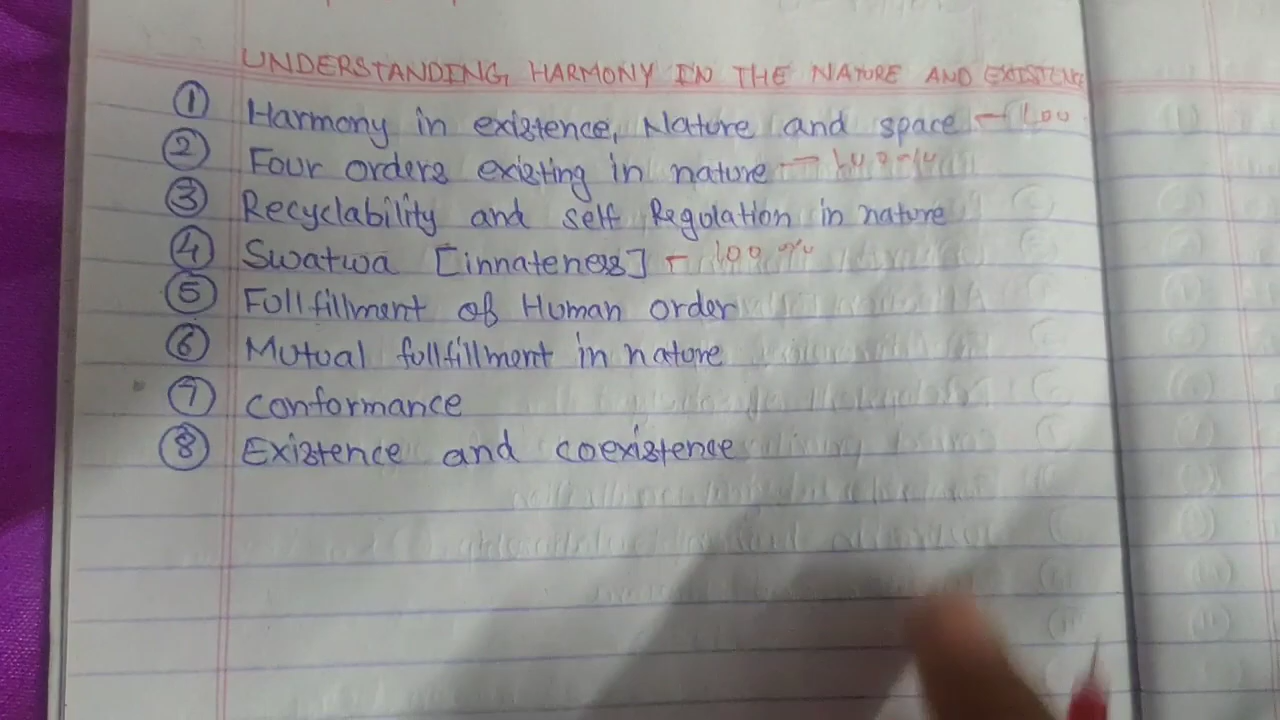 UNDERSTANDING HARMONY IN THE NATURE AND EXISTENCE
① Harmony in existence, Nature and space – 100
② Four orders existing in nature –
③ Recyclability and self Regulation in nature
④ Swatwa [innateness] – 100 %
⑤ Fullfillment of Human order
⑥ Mutual fullfillment in nature
⑦ conformance
⑧ Existence and coexistence